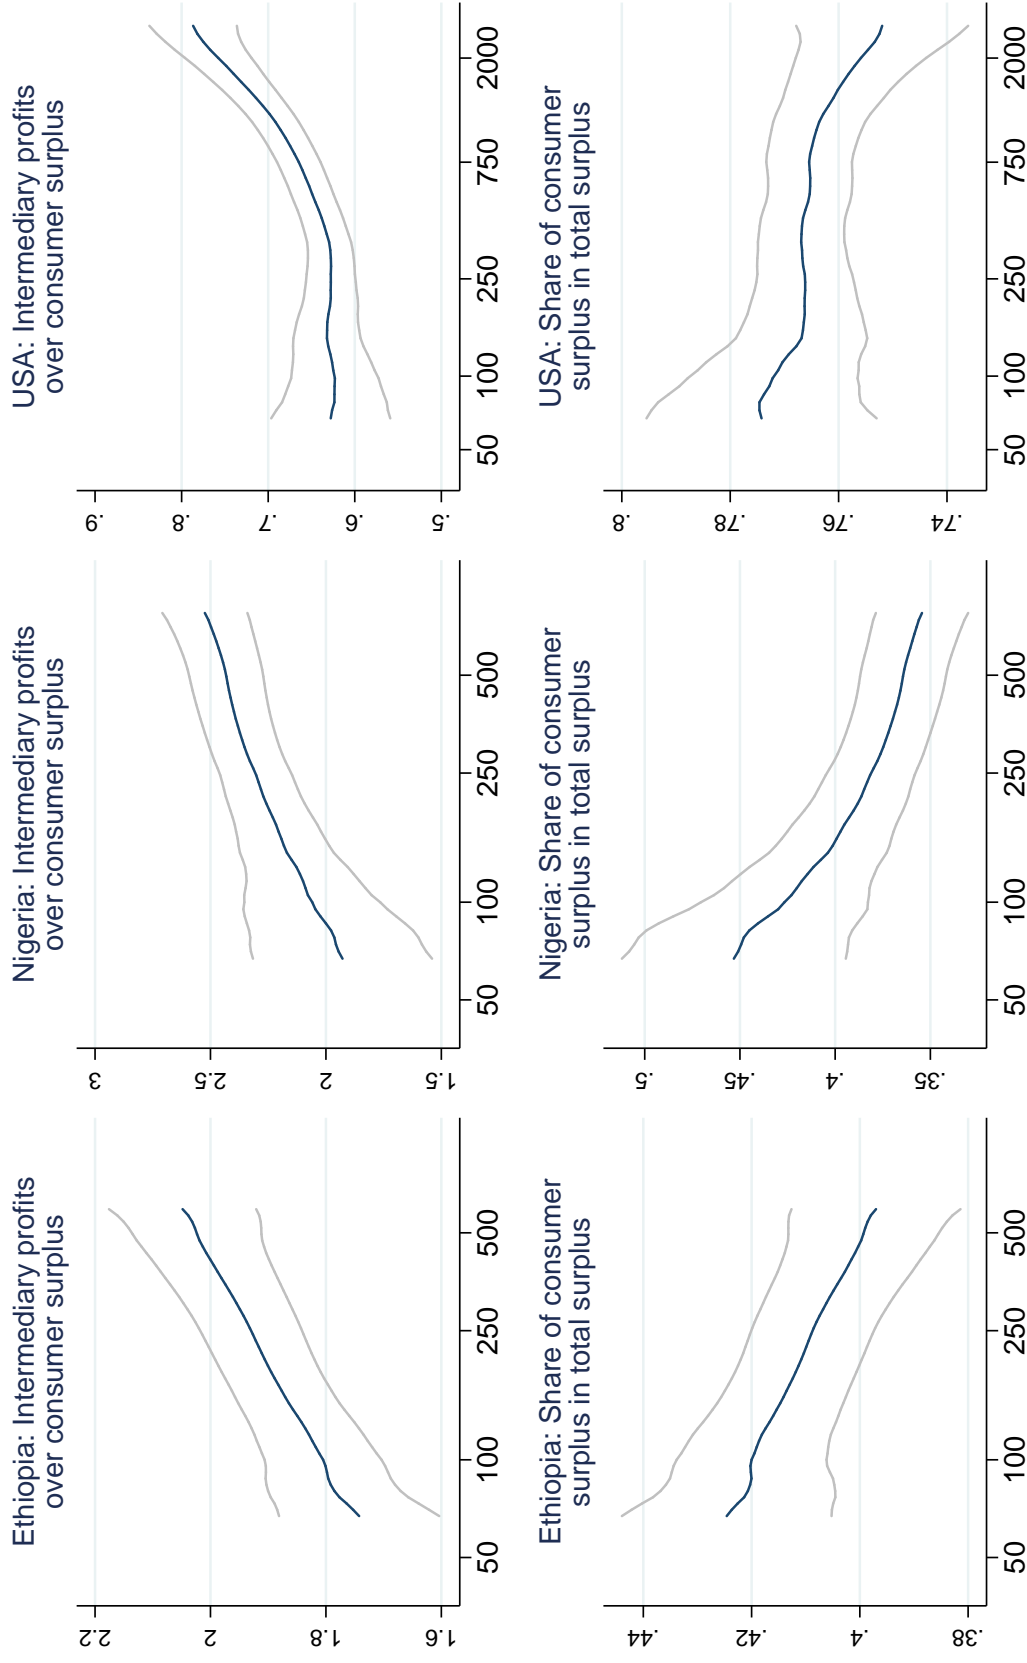 Ethiopia: Intermediary profits
over consumer surplus
2.2
2
1.8
1.6
50 100 250 500
Nigeria: Intermediary profits
over consumer surplus
3
2.5
2
1.5
50 100 250 500
USA: Intermediary profits
over consumer surplus
.9
.8
.7
.6
.5
50 100 250 750 2000
Ethiopia: Share of consumer
surplus in total surplus
.44
.42
.4
.38
50 100 250 500
Nigeria: Share of consumer
surplus in total surplus
.5
.45
.4
.35
50 100 250 500
USA: Share of consumer
surplus in total surplus
.8
.78
.76
.74
50 100 250 750 2000